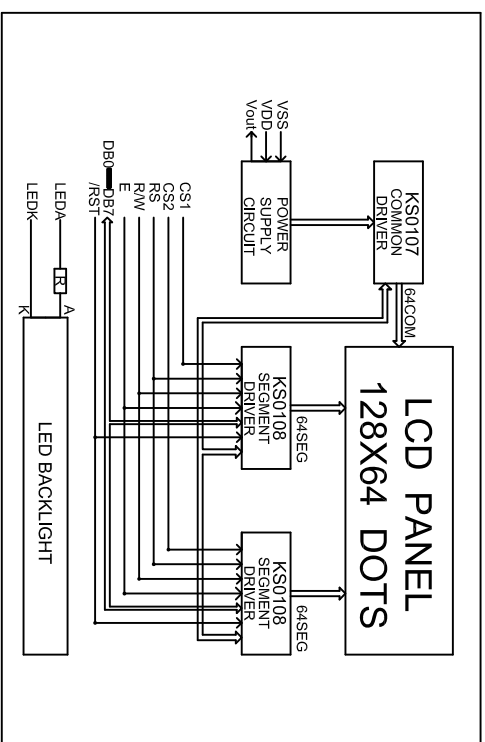 LCD PANEL
128X64 DOTS
KS0107
COMMON
DRIVER
64COM
64SEG
64SEG
KS0108
SEGMENT
DRIVER
KS0108
SEGMENT
DRIVER
VSS
VDD
Vout
POWER
SUPPLY
CIRCUIT
CS1
CS2
RS
R/W
E
DB0 DB7
/RST
LEDA
R
A
LEDK
K
LED BACKLIGHT